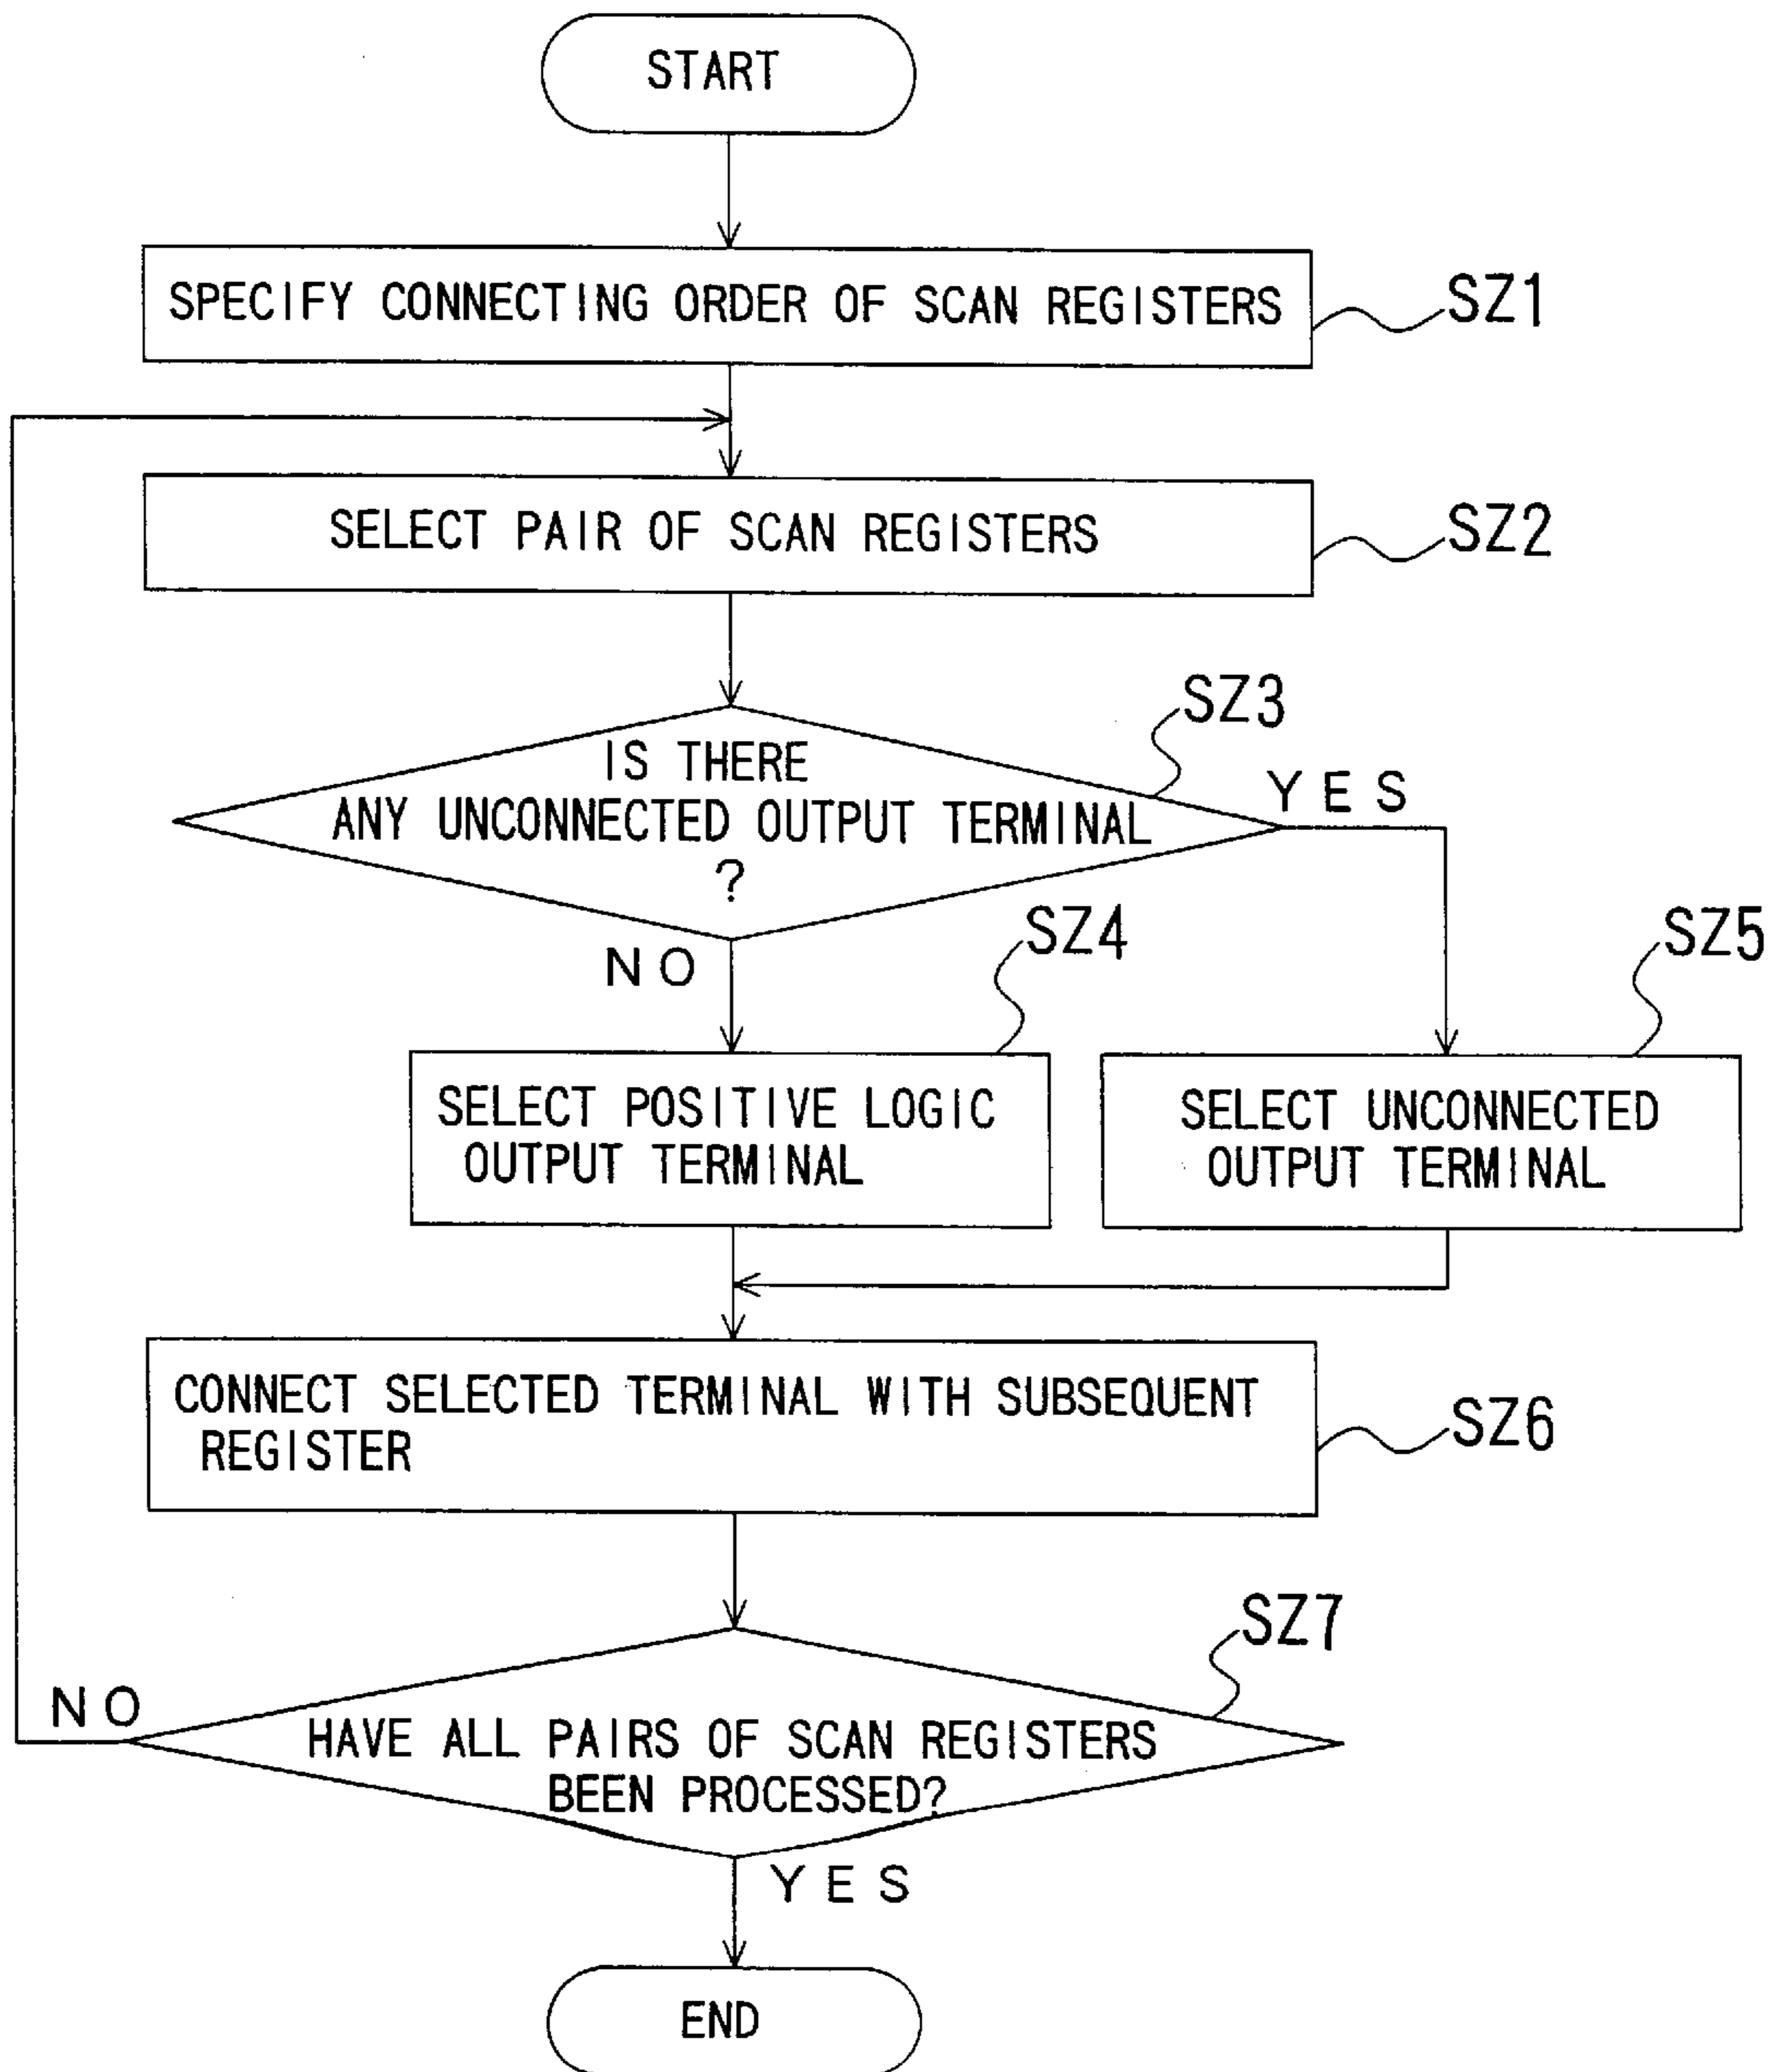 START
SPECIFY CONNECTING ORDER OF SCAN REGISTERS
SZ1
SELECT PAIR OF SCAN REGISTERS
SZ2
SZ3
IS THERE
ANY UNCONNECTED OUTPUT TERMINAL
?
YES
NO
SZ4
SZ5
SELECT POSITIVE LOGIC
OUTPUT TERMINAL
SELECT UNCONNECTED
OUTPUT TERMINAL
CONNECT SELECTED TERMINAL WITH SUBSEQUENT
REGISTER
SZ6
SZ7
NO
HAVE ALL PAIRS OF SCAN REGISTERS
BEEN PROCESSED?
YES
END